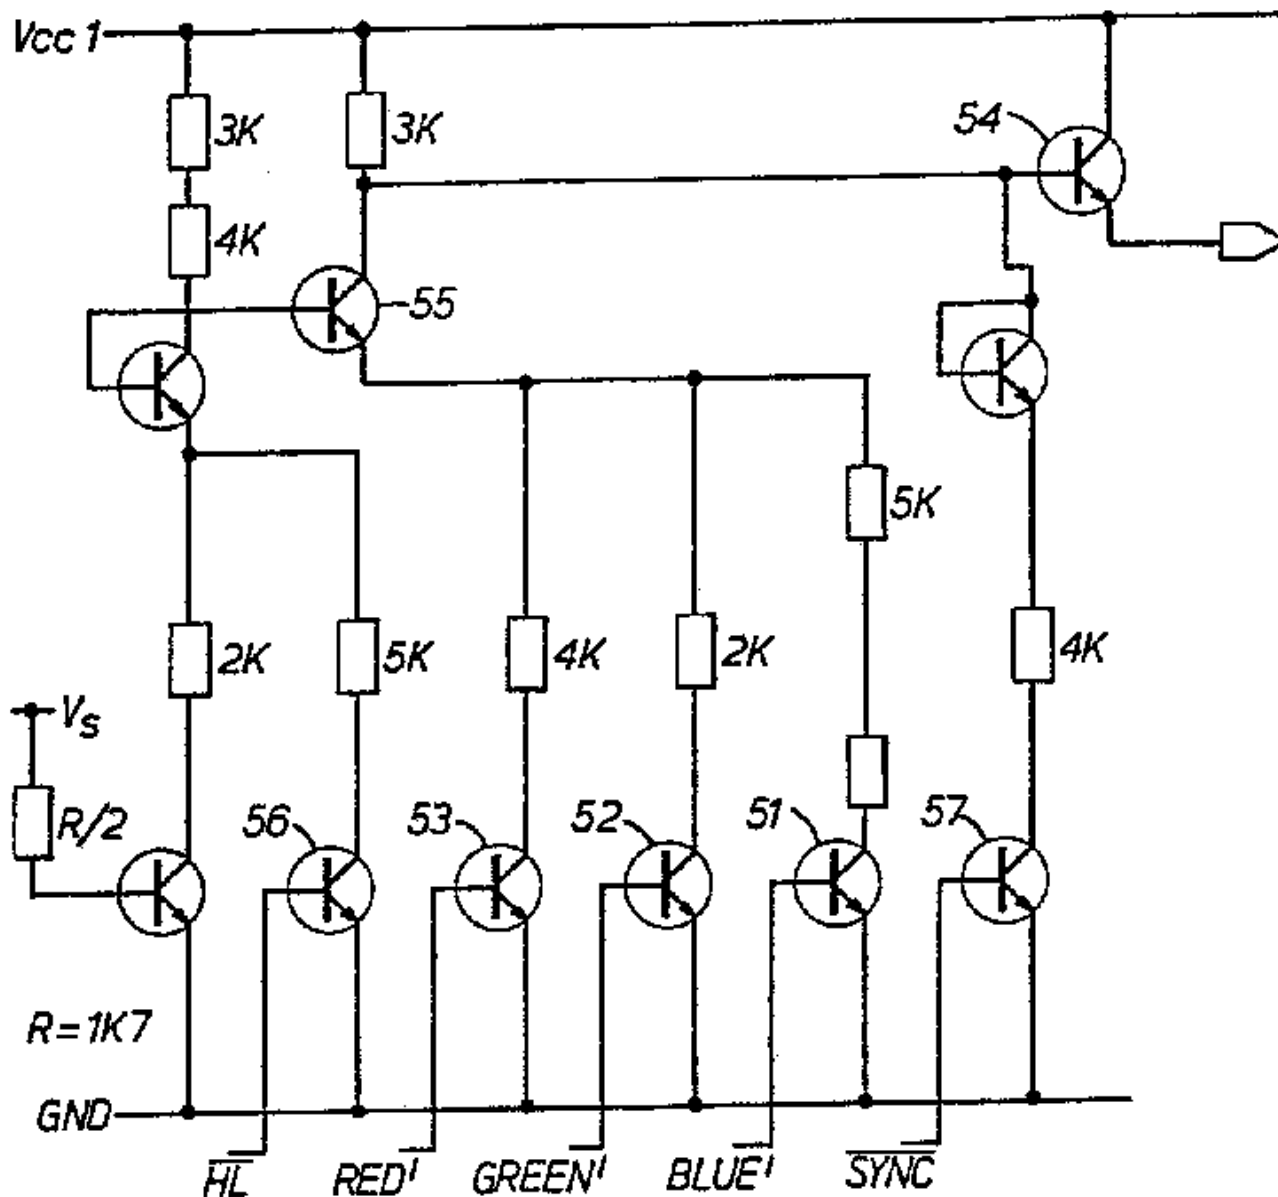 Vcc 1
3K
3K
54
4K
55
5K
2K
5K
4K
2K
4K
Vs
R/2
56
53
52
51
57
R=1K7
GND
HL
RED'
GREEN'
BLUE'
SYNC